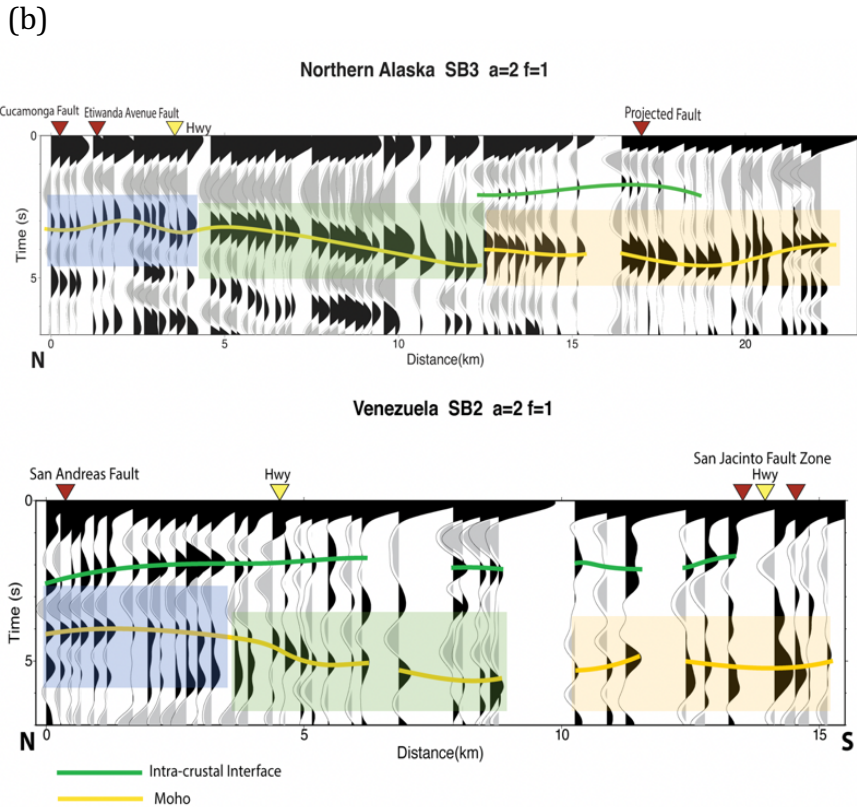 (b)
Northern Alaska SB3 a=2 f=1
Cucamonga Fault Etiwanda Avenue Fault Hwy Projected Fault
0
5
Time (s)
0 5 10 15 20
N Distance(km)
Venezuela SB2 a=2 f=1
San Andreas Fault Hwy San Jacinto Fault Zone
Hwy
0
5
Time (s)
0 5 10 15
N Distance(km) S
Intra-crustal Interface
Moho